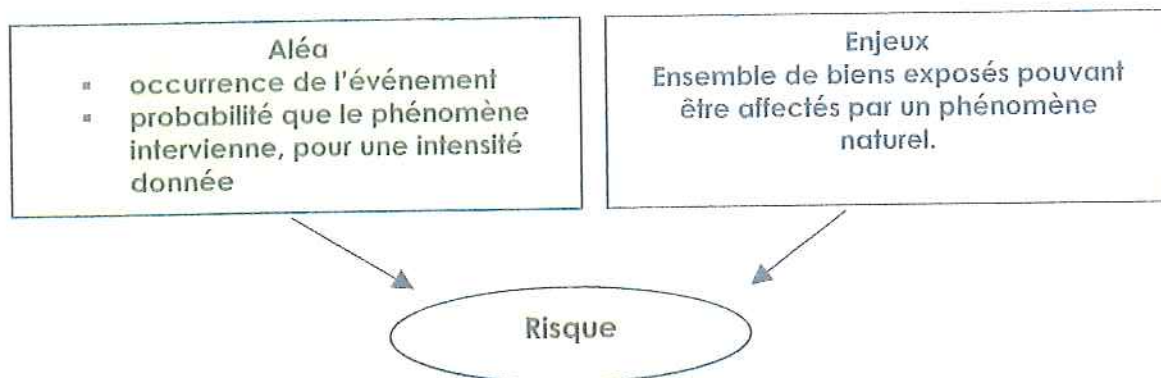 Aléa
▪ occurrence de l'événement
▪ probabilité que le phénomène
intervienne, pour une intensité
donnée
Enjeux
Ensemble de biens exposés pouvant
être affectés par un phénomène
naturel.
Risque